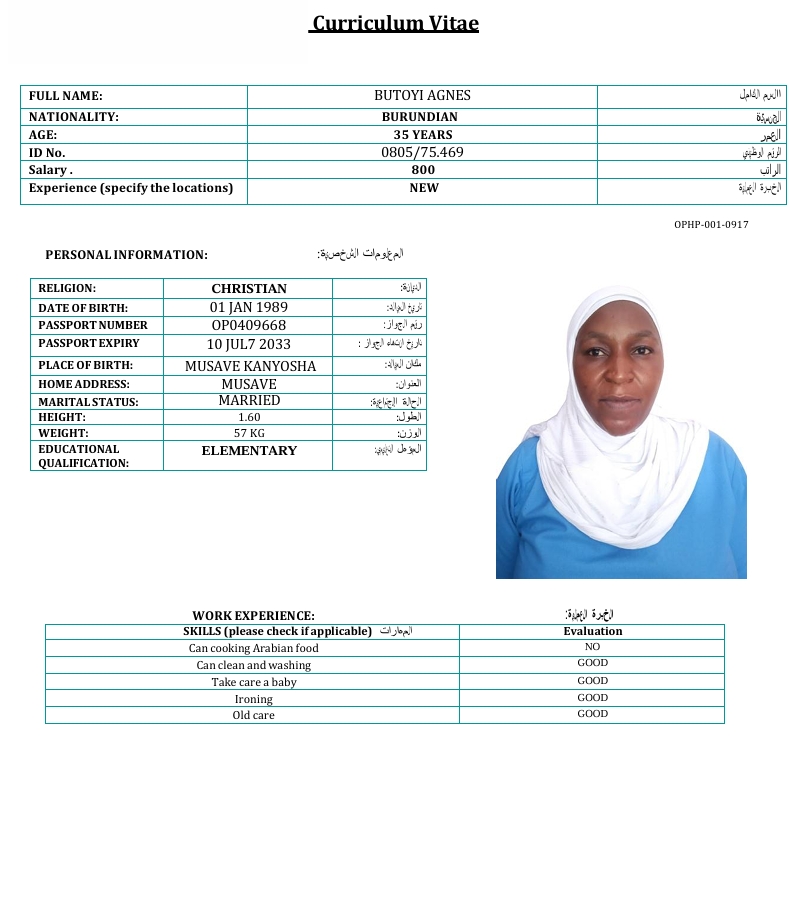 Curriculum Vitae
FULL NAME: BUTOYI AGNES الاسم الكامل
NATIONALITY: BURUNDIAN الجنسية
AGE: 35 YEARS العمر
ID No. 0805/75.469 الرقم الوظيفي
Salary . 800 الراتب
Experience (specify the locations) NEW الخبرة العملية
OPHP-001-0917
PERSONAL INFORMATION: المعلومات الشخصية:
RELIGION: CHRISTIAN الديانة:
DATE OF BIRTH: 01 JAN 1989 تاريخ الميلاد:
PASSPORT NUMBER OP0409668 رقم الجواز:
PASSPORT EXPIRY 10 JUL7 2033 تاريخ انتهاء الجواز :
PLACE OF BIRTH: MUSAVE KANYOSHA مكان الميلاد:
HOME ADDRESS: MUSAVE العنوان:
MARITAL STATUS: MARRIED الحالة الاجتماعية:
HEIGHT: 1.60 الطول:
WEIGHT: 57 KG الوزن:
EDUCATIONAL QUALIFICATION: ELEMENTARY المؤهل التعليمي:
WORK EXPERIENCE: الخبرة العملية:
SKILLS (please check if applicable) المهارات Evaluation
Can cooking Arabian food NO
Can clean and washing GOOD
Take care a baby GOOD
Ironing GOOD
Old care GOOD